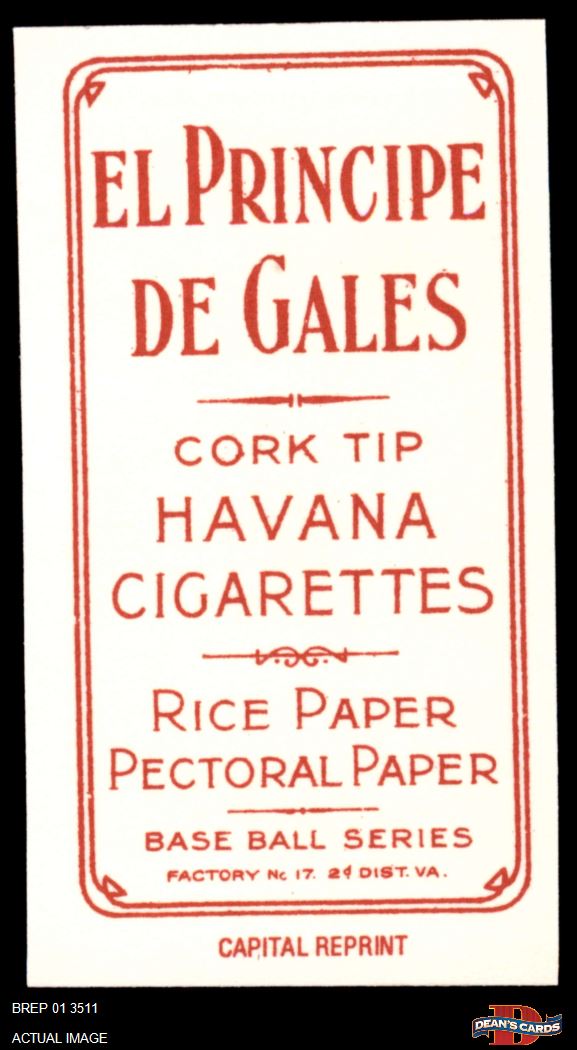 EL PRINCIPE
DE GALES
CORK TIP
HAVANA
CIGARETTES
RICE PAPER
PECTORAL PAPER
BASE BALL SERIES
FACTORY No 17. 2d DIST. VA.
CAPITAL REPRINT
BREP 01 3511
ACTUAL IMAGE
DEAN'S CARDS